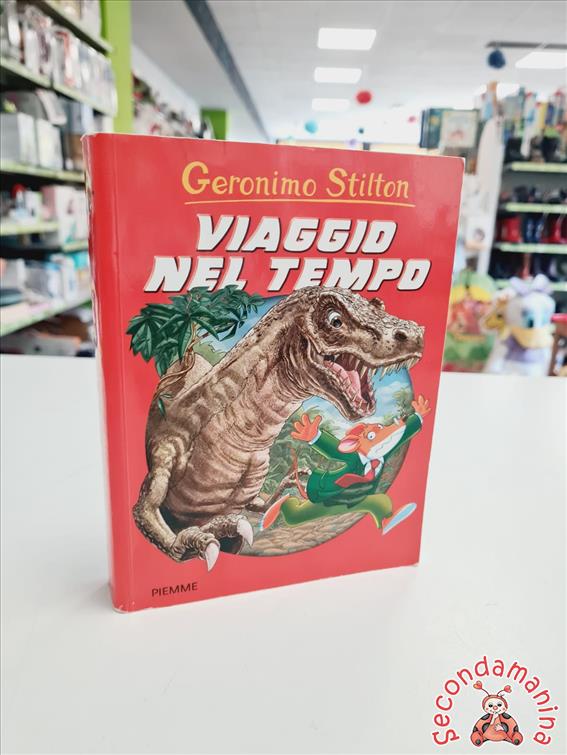 Geronimo Stilton
VIAGGIO
NEL TEMPO
PIEMME
Secondamanina